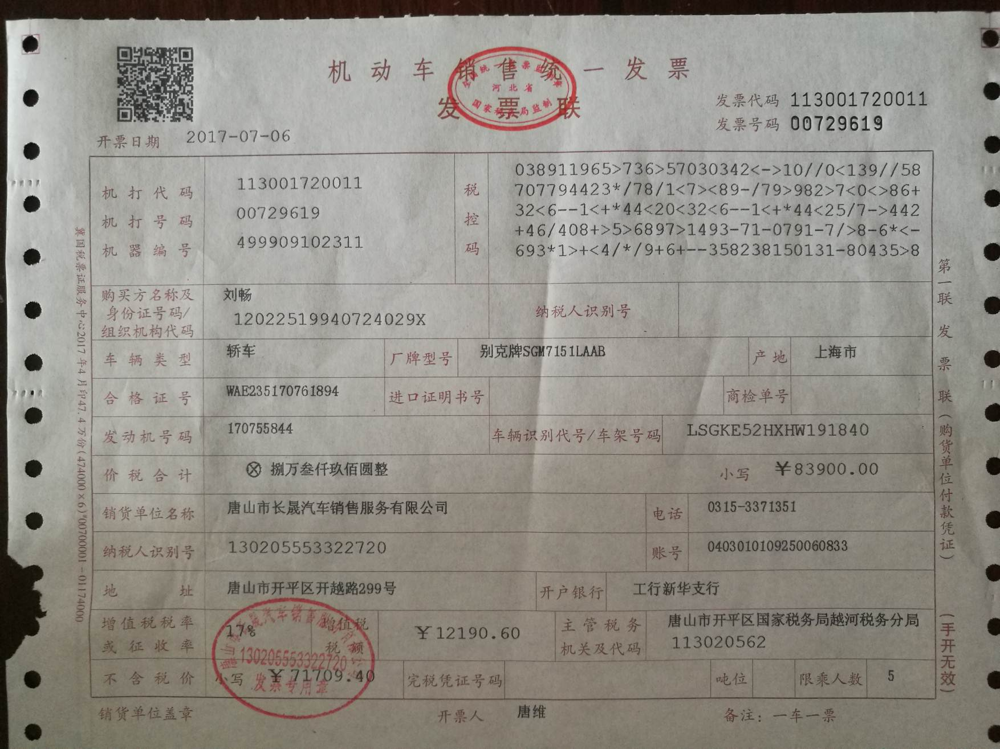 机动车销售统一发票
发票联
全国统一发票监制章
河北省
国家税务局监制
发票代码 113001720011
发票号码 00729619
开票日期 2017-07-06
机打代码 113001720011
机打号码 00729619
机器编号 499909102311
税控码
038911965>736>57030342<->10//0<139//58
707794423*/78/1<7><89-/79>982>7<0<>86+
32<6--1<+*44<20<32<6--1<+*44<25/7->442
+46/408+>5>6897>1493-71-0791-7/>8-6*<-
693*1>+<4/*/9+6+--358238150131-80435>8
购买方名称及身份证号码/组织机构代码 刘畅
12022519940724029X
纳税人识别号
车辆类型 轿车 厂牌型号 别克牌SGM7151LAAB 产地 上海市
合格证号 WAE235170761894 进口证明书号 商检单号
发动机号码 170755844 车辆识别代号/车架号码 LSGKE52HXHW191840
价税合计 ⊗ 捌万叁仟玖佰圆整 小写 ￥83900.00
销货单位名称 唐山市长晟汽车销售服务有限公司 电话 0315-3371351
纳税人识别号 130205553322720 账号 0403010109250060833
地址 唐山市开平区开越路299号 开户银行 工行新华支行
增值税税率或征收率 17% 增值税税额 ￥12190.60 主管税务机关及代码 唐山市开平区国家税务局越河税务分局
113020562
不含税价 小写 ￥71709.40 完税凭证号码 吨位 限乘人数 5
130205553322720
发票专用章
销货单位盖章 开票人 唐维 备注：一车一票
第一联 发票联（购货单位付款凭证）（手开无效）
冀国税票证服务中心2017年4月印47.4万份(474000×6)*00700001-01174000